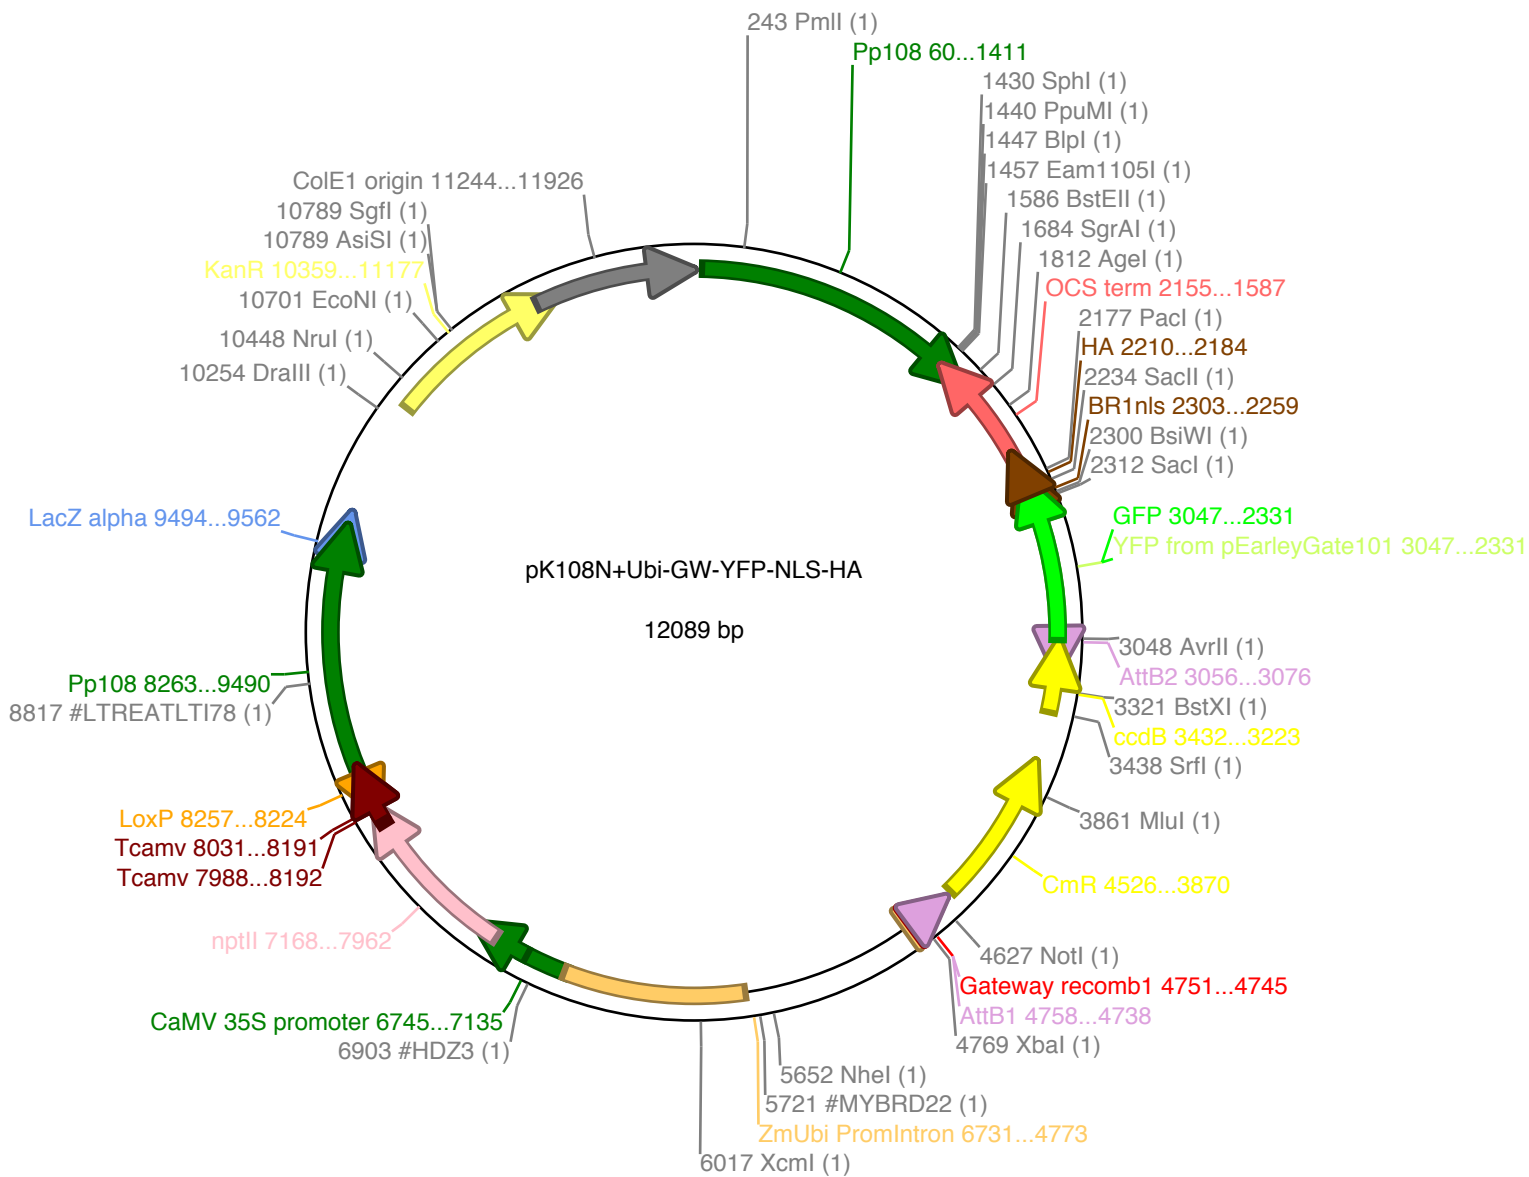 243 PmlI (1)
Pp108 60...1411
1430 SphI (1)
1440 PpuMI (1)
1447 BlpI (1)
1457 Eam1105I (1)
1586 BstEII (1)
1684 SgrAI (1)
1812 AgeI (1)
OCS term 2155...1587
2177 PacI (1)
HA 2210...2184
2234 SacII (1)
BR1nls 2303...2259
2300 BsiWI (1)
2312 SacI (1)
GFP 3047...2331
YFP from pEarleyGate101 3047...2331
3048 AvrII (1)
AttB2 3056...3076
3321 BstXI (1)
ccdB 3432...3223
3438 SrfI (1)
3861 MluI (1)
CmR 4526...3870
4627 NotI (1)
Gateway recomb1 4751...4745
AttB1 4758...4738
4769 XbaI (1)
5652 NheI (1)
5721 #MYBRD22 (1)
ZmUbi PromIntron 6731...4773
6017 XcmI (1)
6903 #HDZ3 (1)
CaMV 35S promoter 6745...7135
nptII 7168...7962
Tcamv 7988...8192
Tcamv 8031...8191
LoxP 8257...8224
8817 #LTREATLTI78 (1)
Pp108 8263...9490
LacZ alpha 9494...9562
10254 DraIII (1)
10448 NruI (1)
10701 EcoNI (1)
KanR 10359...11177
10789 AsiSI (1)
10789 SgfI (1)
ColE1 origin 11244...11926
pK108N+Ubi-GW-YFP-NLS-HA
12089 bp